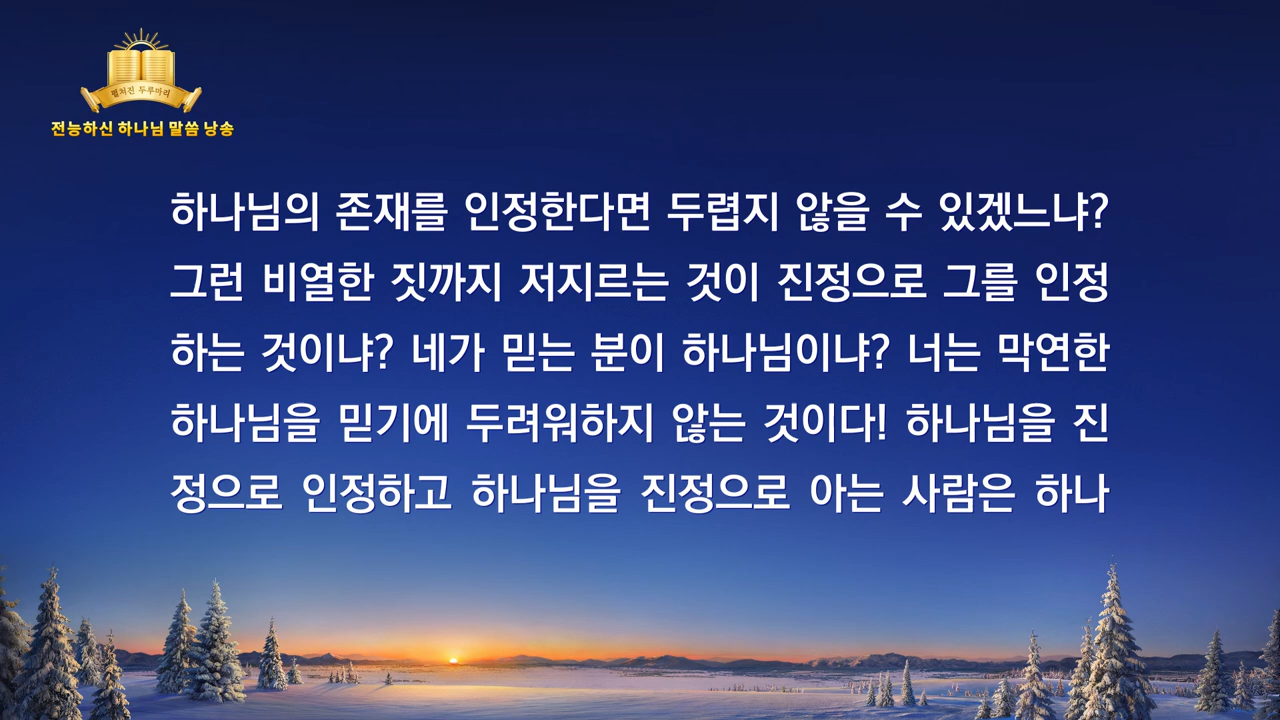 펼쳐진 두루마리
전능하신 하나님 말씀 낭송
하나님의 존재를 인정한다면 두렵지 않을 수 있겠느냐?
그런 비열한 짓까지 저지르는 것이 진정으로 그를 인정
하는 것이냐? 네가 믿는 분이 하나님이냐? 너는 막연한
하나님을 믿기에 두려워하지 않는 것이다! 하나님을 진
정으로 인정하고 하나님을 진정으로 아는 사람은 하나